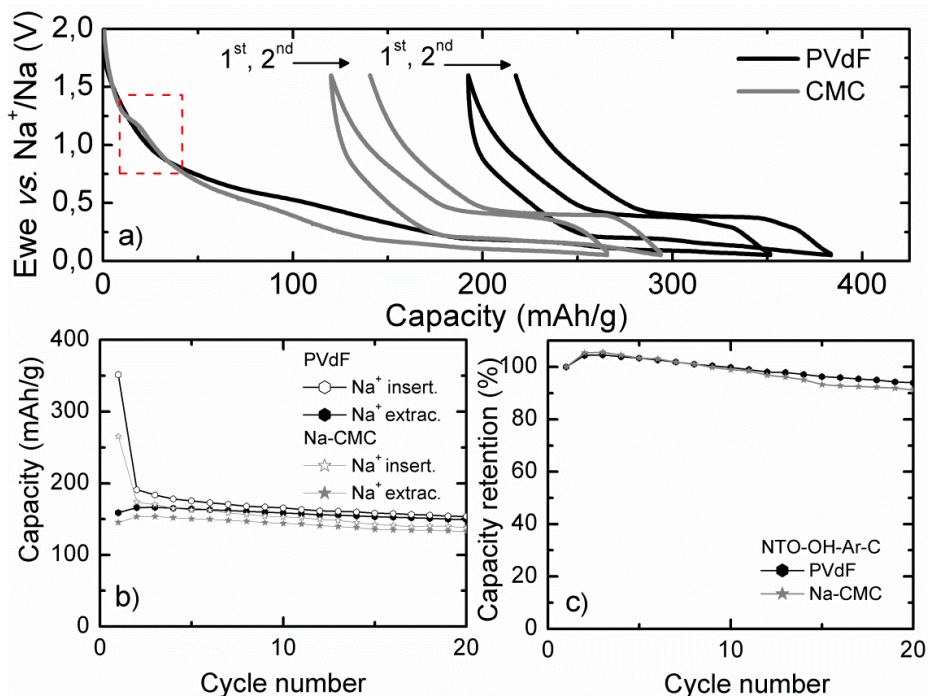 Ewe vs. Na⁺/Na (V)
2,0
1,5
1,0
0,5
0,0
1ˢᵗ, 2ⁿᵈ
1ˢᵗ, 2ⁿᵈ
PVdF
CMC
a)
0
100
200
300
400
Capacity (mAh/g)
Capacity (mAh/g)
400
300
200
100
0
PVdF
Na⁺ insert.
Na⁺ extrac.
Na-CMC
Na⁺ insert.
Na⁺ extrac.
b)
0
10
20
Cycle number
Capacity retention (%)
100
80
60
40
20
0
NTO-OH-Ar-C
PVdF
Na-CMC
c)
0
10
20
Cycle number